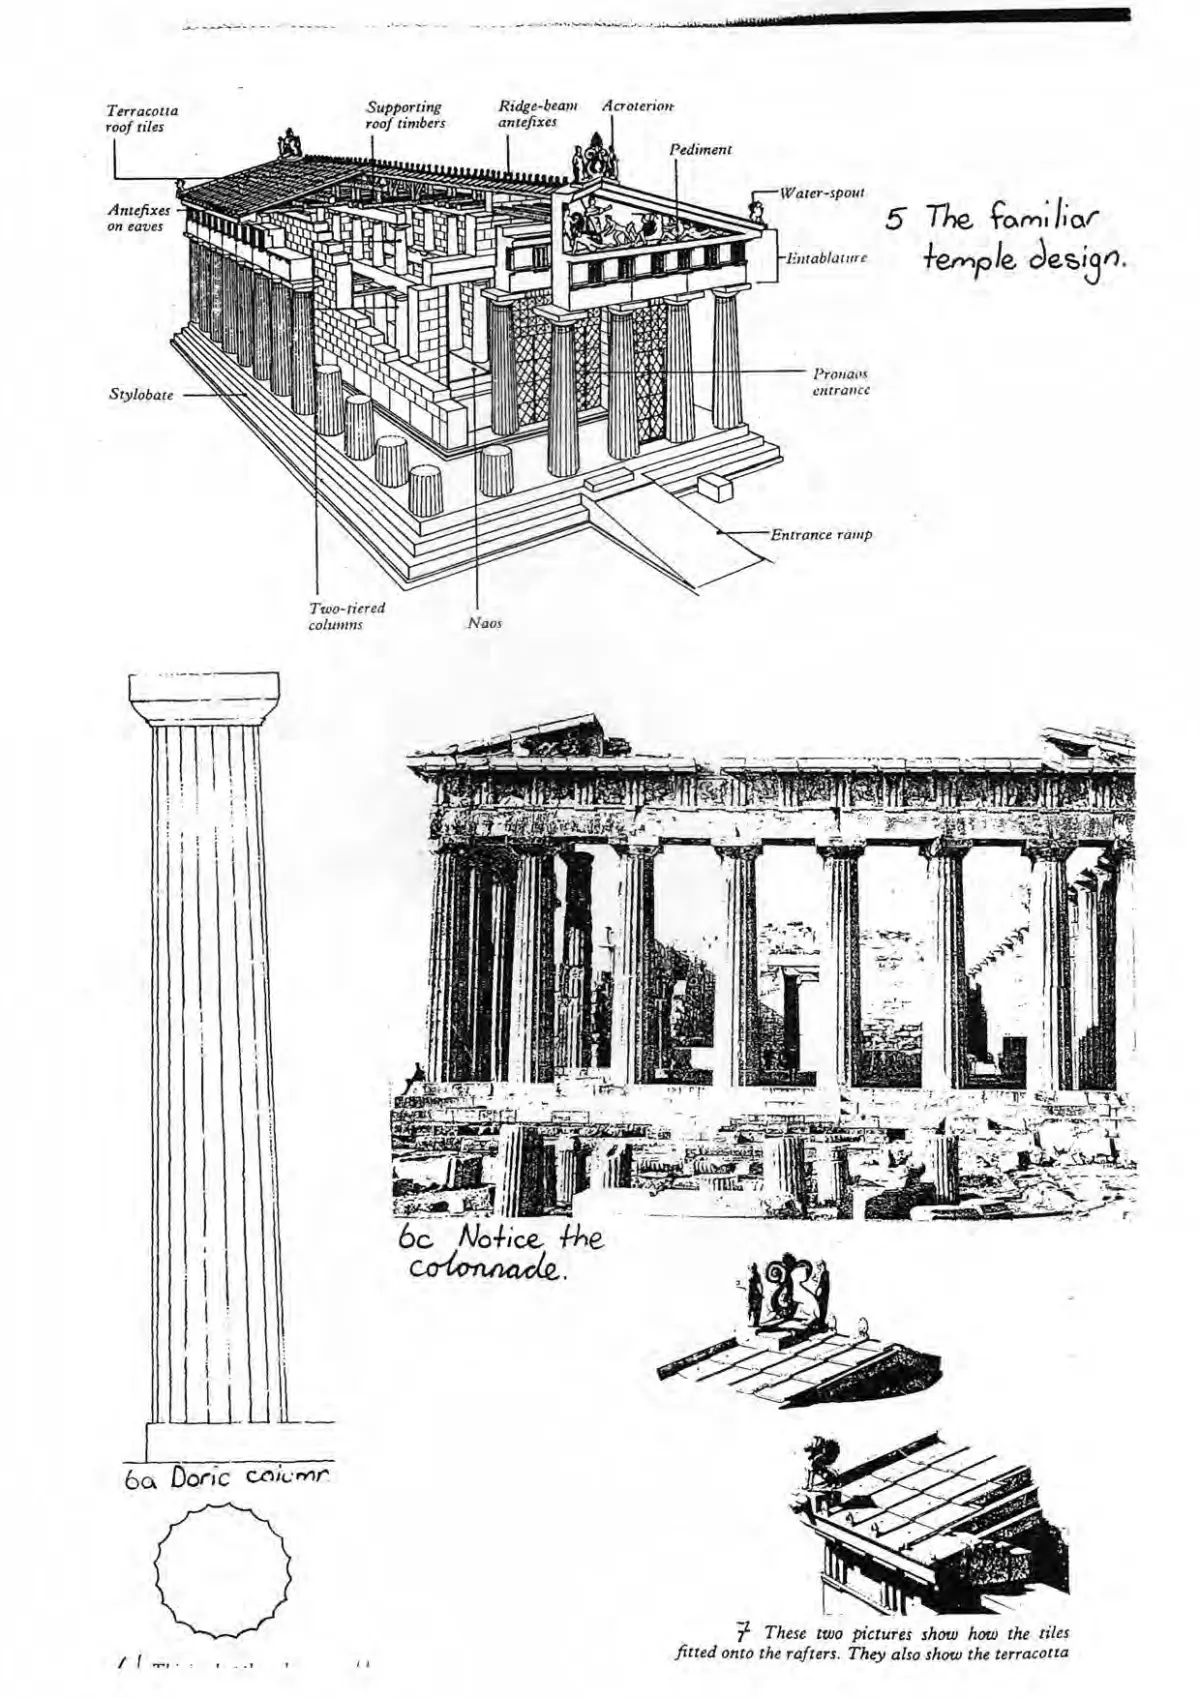 Terracotta
roof tiles
Supporting
roof timbers
Ridge-beam
antefixes
Acroterion
Pediment
Water-spout
Antefixes
on eaves
Entablature
5 The familiar
temple design.
Stylobate
Pronaos
entrance
Entrance ramp
Two-tiered
columns
Naos
6c Notice the
colonnade.
6a Doric
7 These two pictures show how the tiles
fitted onto the rafters. They also show the terracotta